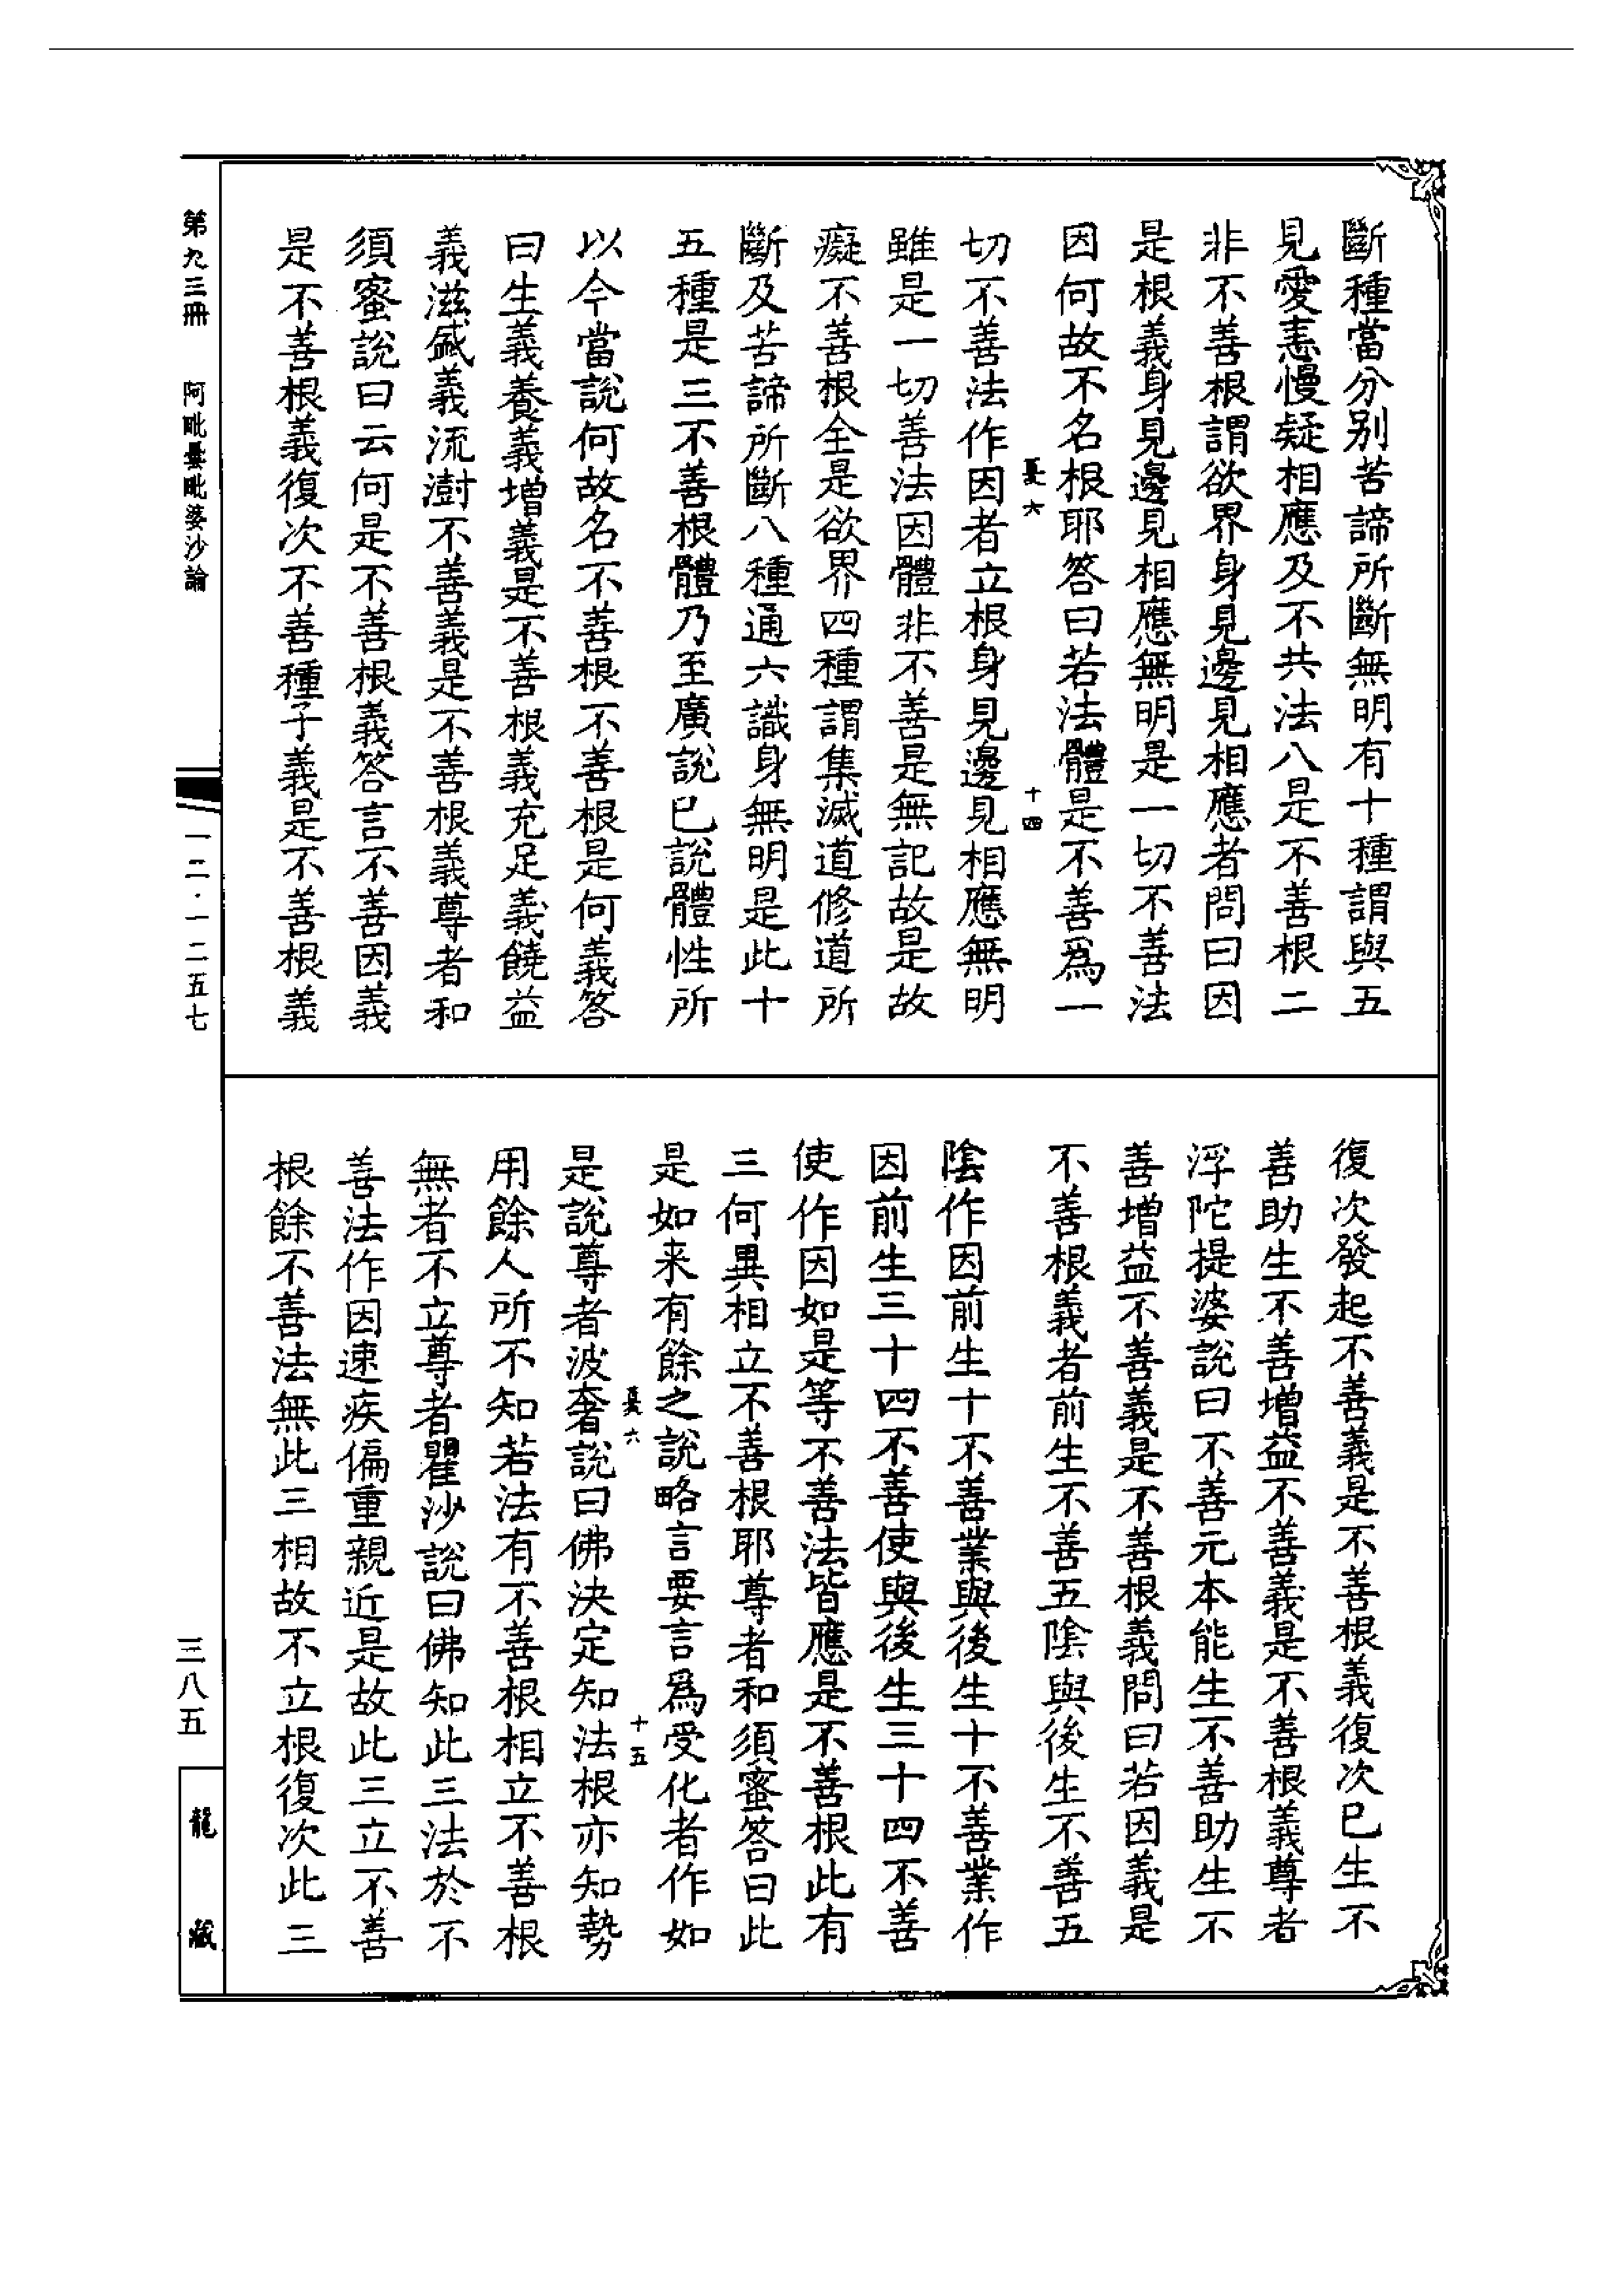 斷種當分別苦諦所斷無明有十種謂與五
見愛恚慢疑相應及不共法八是不善根二
非不善根謂欲界身見邊見相應者問曰因
是根義身見邊見相應無明是一切不善法
因何故不名根耶答曰若法體是不善為一
切不善法作因者立根身見邊見相應無明
雖是一切善法因體非不善是無記故是故
癡不善根全是欲界四種謂集滅道修道所
斷及苦諦所斷八種通六識身無明是此十
五種是三不善根體乃至廣說已說體性所
以今當說何故名不善根不善根是何義答
曰生義養義增義是不善根義充足義饒益
義滋盛義流澍不善義是不善根義尊者和
須蜜說曰云何是不善根義答言不善因義
是不善根義復次不善種子義是不善根義
復次發起不善義是不善根義復次已生不
善助生不善增益不善義是不善根義尊者
浮陀提婆說曰不善元本能生不善助生不
善增益不善義是不善根義問曰若因義是
不善根義者前生不善五陰與後生不善五
陰作因前生十不善業與後生十不善業作
因前生三十四不善使與後生三十四不善
使作因如是等不善法皆應是不善根此有
三何異相立不善根耶尊者和須蜜答曰此
是如来有餘之說略言要言爲受化者作如
是說尊者波奢說曰佛決定知法根亦知勢
用餘人所不知若法有不善根相立不善根
無者不立尊者瞿沙說曰佛知此三法於不
善法作因速疾偏重親近是故此三立不善
根餘不善法無此三相故不立根復次此三
十四
六
十五
第九三冊 阿毗曇毗婆沙論
一二·一二五七
三八五
龍藏